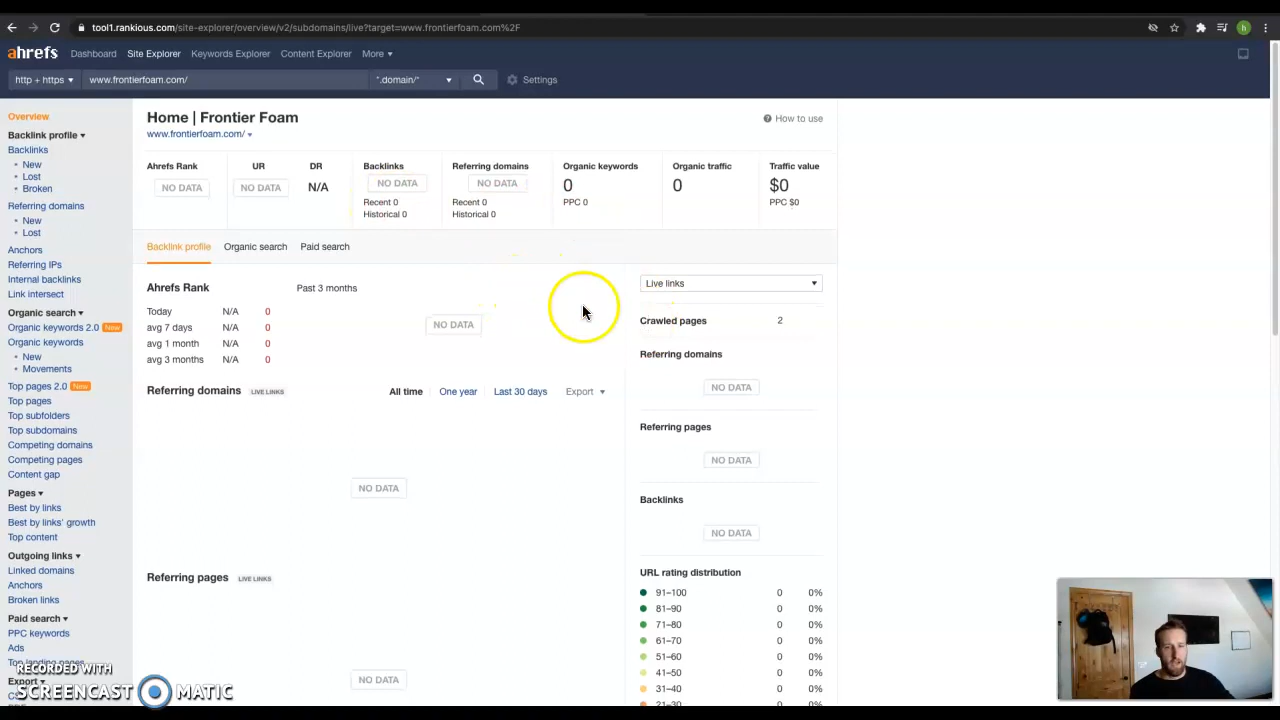 tool1.rankious.com/site-explorer/overview/v2/subdomains/live?target=www.frontierfoam.com%2F
h
ahrefs Dashboard Site Explorer Keywords Explorer Content Explorer More
http + https www.frontierfoam.com/ *.domain/* Settings
Overview
Backlink profile
Backlinks
New
Lost
Broken
Referring domains
New
Lost
Anchors
Referring IPs
Internal backlinks
Link intersect
Organic search
Organic keywords 2.0 New
Organic keywords
New
Movements
Top pages 2.0 New
Top pages
Top subfolders
Top subdomains
Competing domains
Competing pages
Content gap
Pages
Best by links
Best by links' growth
Top content
Outgoing links
Linked domains
Anchors
Broken links
Paid search
PPC keywords
Ads
Top landing pages
Export
Home | Frontier Foam
www.frontierfoam.com/
How to use
Ahrefs Rank UR DR Backlinks Referring domains Organic keywords Organic traffic Traffic value
NO DATA NO DATA N/A NO DATA NO DATA 0 0 $0
Recent 0 Recent 0 PPC 0 PPC $0
Historical 0 Historical 0
Backlink profile Organic search Paid search
Ahrefs Rank Past 3 months
Today N/A 0
avg 7 days N/A 0
avg 1 month N/A 0
avg 3 months N/A 0
NO DATA
Referring domains LIVE LINKS All time One year Last 30 days Export
NO DATA
Referring pages LIVE LINKS
NO DATA
Live links
Crawled pages 2
Referring domains
NO DATA
Referring pages
NO DATA
Backlinks
NO DATA
URL rating distribution
91–100 0 0%
81–90 0 0%
71–80 0 0%
61–70 0 0%
51–60 0 0%
41–50 0 0%
31–40 0 0%
21–30 0 0%
RECORDED WITH
SCREENCAST MATIC